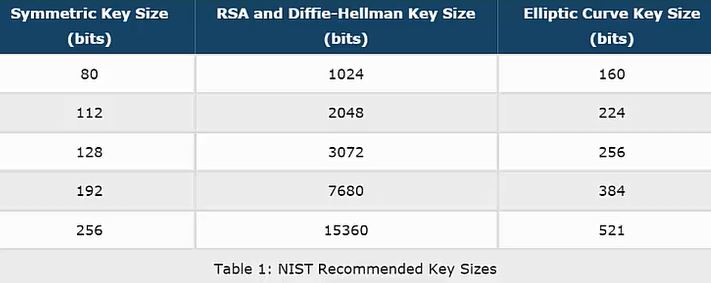 Symmetric Key Size (bits) RSA and Diffie-Hellman Key Size (bits) Elliptic Curve Key Size (bits)
80 1024 160
112 2048 224
128 3072 256
192 7680 384
256 15360 521
Table 1: NIST Recommended Key Sizes